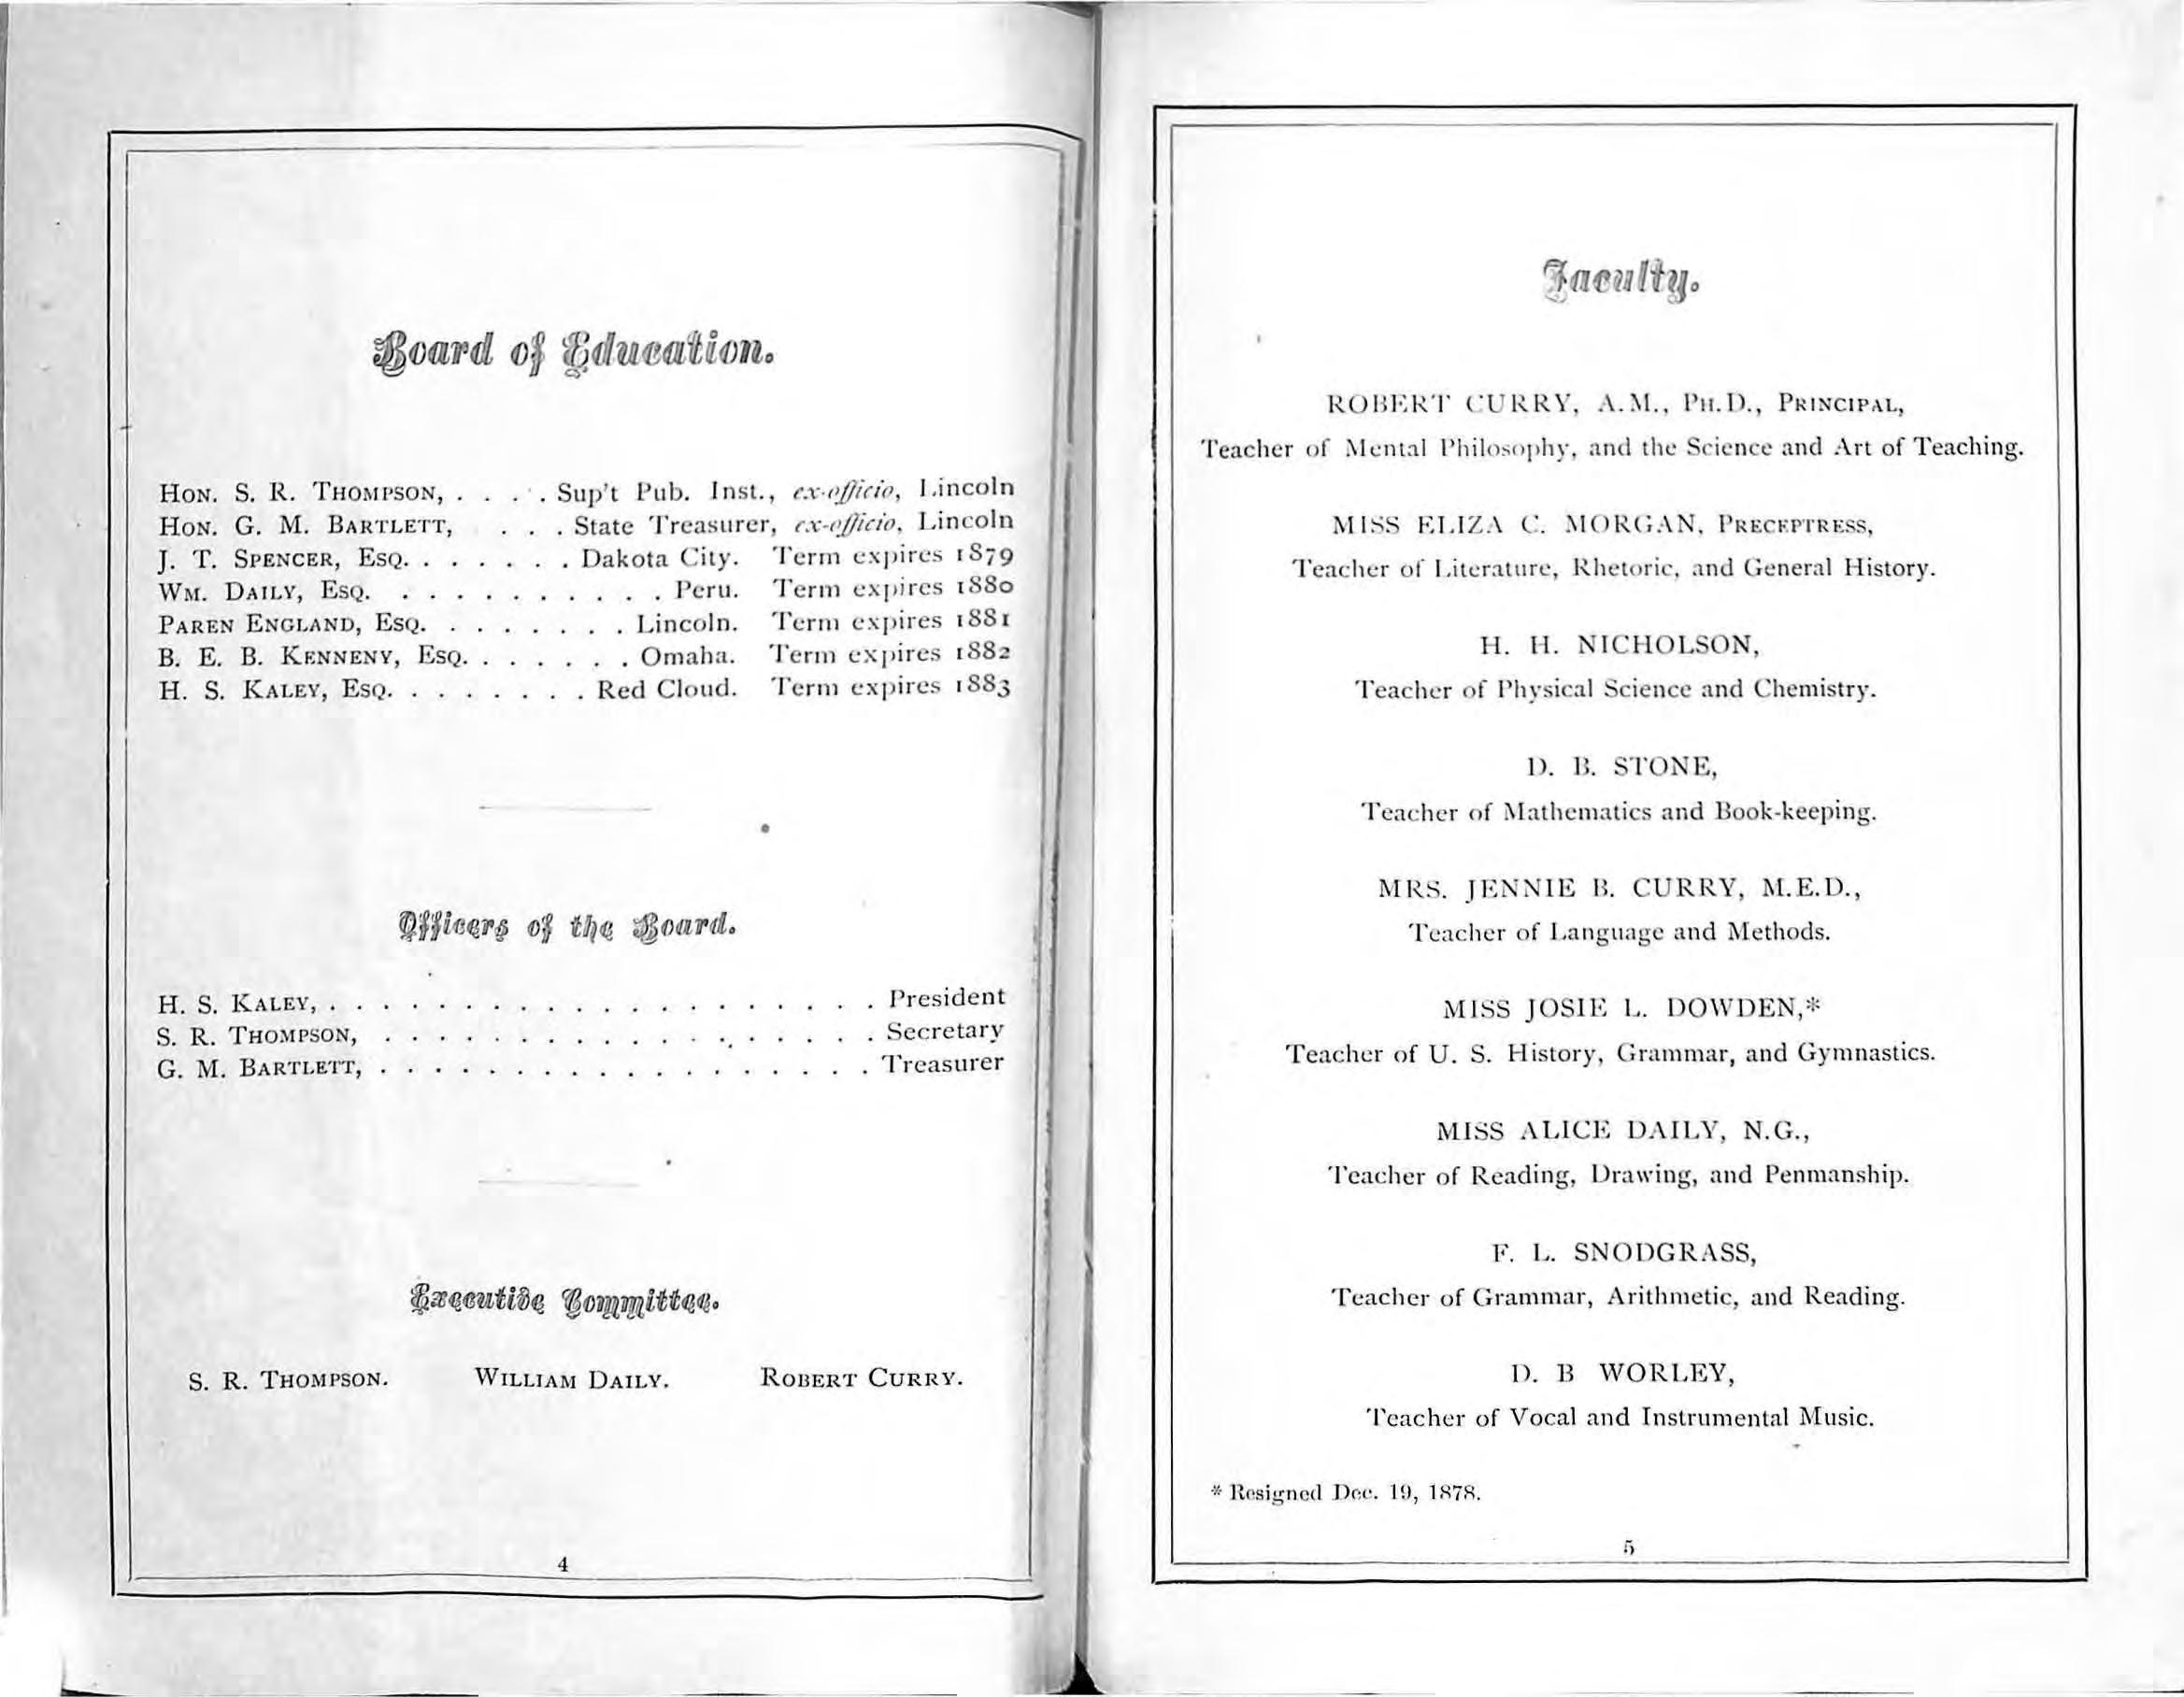 Board of Education.
HON. S. R. THOMPSON, . . . . Sup't Pub. Inst., ex-officio, Lincoln
HON. G. M. BARTLETT, . . . State Treasurer, ex-officio, Lincoln
J. T. SPENCER, ESQ. . . . . . . Dakota City. Term expires 1879
WM. DAILY, ESQ. . . . . . . . . . . Peru. Term expires 1880
PAREN ENGLAND, ESQ. . . . . . . . Lincoln. Term expires 1881
B. E. B. KENNENY, ESQ. . . . . . . Omaha. Term expires 1882
H. S. KALEY, ESQ. . . . . . . . Red Cloud. Term expires 1883
Officers of the Board.
H. S. KALEY, . . . . . . . . . . . . . . . . . . . . . President
S. R. THOMPSON, . . . . . . . . . . . . . . . . . . . Secretary
G. M. BARTLETT, . . . . . . . . . . . . . . . . . . . Treasurer
Executive Committee.
S. R. THOMPSON. WILLIAM DAILY. ROBERT CURRY.
4
Faculty.
ROBERT CURRY, A.M., PH.D., PRINCIPAL,
Teacher of Mental Philosophy, and the Science and Art of Teaching.
MISS ELIZA C. MORGAN, PRECEPTRESS,
Teacher of Literature, Rhetoric, and General History.
H. H. NICHOLSON,
Teacher of Physical Science and Chemistry.
D. B. STONE,
Teacher of Mathematics and Book-keeping.
MRS. JENNIE B. CURRY, M.E.D.,
Teacher of Language and Methods.
MISS JOSIE L. DOWDEN,*
Teacher of U. S. History, Grammar, and Gymnastics.
MISS ALICE DAILY, N.G.,
Teacher of Reading, Drawing, and Penmanship.
F. L. SNODGRASS,
Teacher of Grammar, Arithmetic, and Reading.
D. B WORLEY,
Teacher of Vocal and Instrumental Music.
* Resigned Dec. 19, 1878.
5